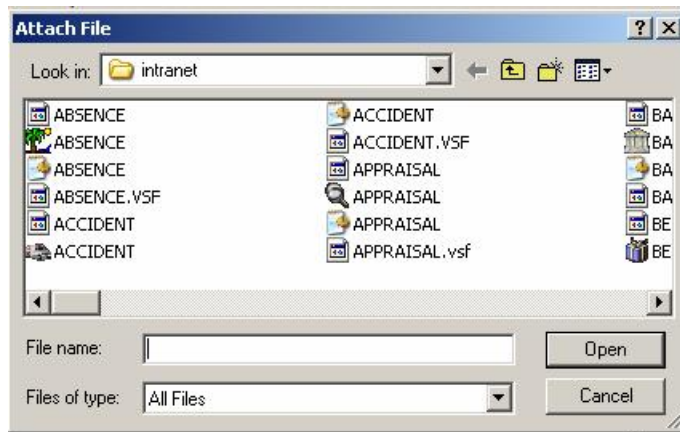 Attach File
Look in: intranet
ABSENCE ACCIDENT BA
ABSENCE ACCIDENT.VSF BA
ABSENCE APPRAISAL BA
ABSENCE.VSF APPRAISAL BA
ACCIDENT APPRAISAL BE
ACCIDENT APPRAISAL.vsf BE
File name: Open
Files of type: All Files Cancel